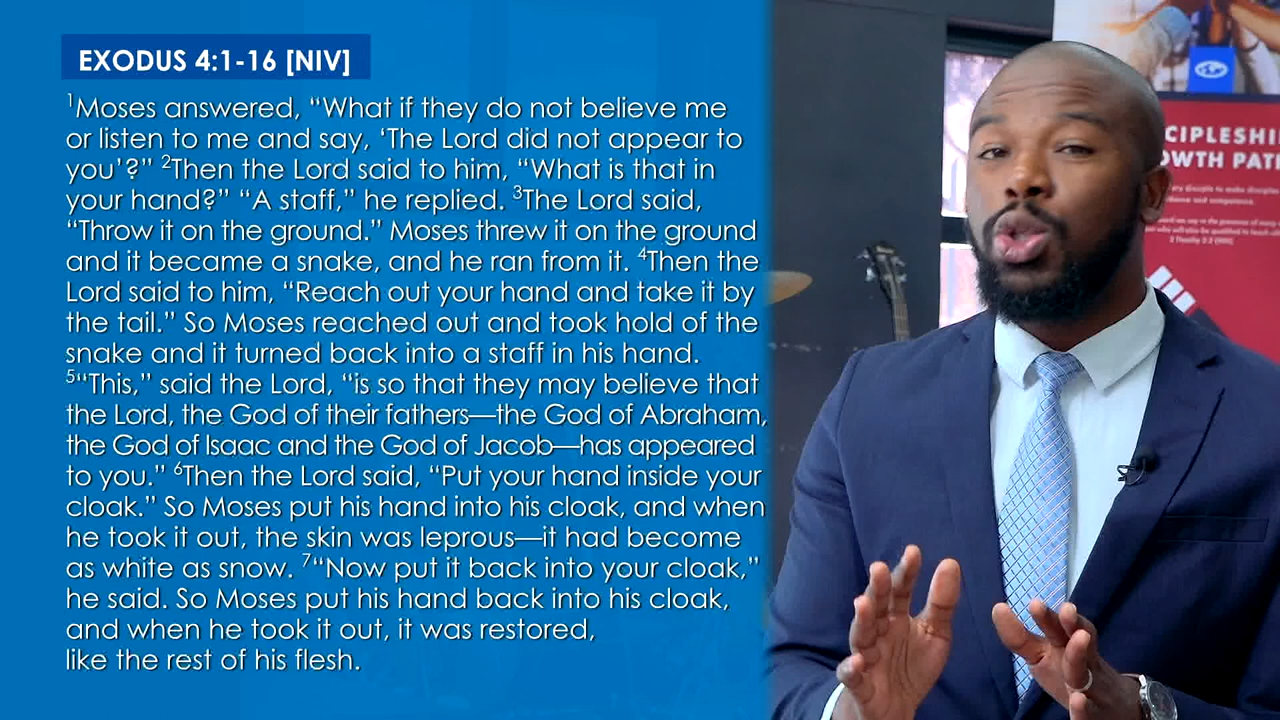 EXODUS 4:1-16 [NIV]
1Moses answered, “What if they do not believe me
or listen to me and say, ‘The Lord did not appear to
you’?” 2Then the Lord said to him, “What is that in
your hand?” “A staff,” he replied. 3The Lord said,
“Throw it on the ground.” Moses threw it on the ground
and it became a snake, and he ran from it. 4Then the
Lord said to him, “Reach out your hand and take it by
the tail.” So Moses reached out and took hold of the
snake and it turned back into a staff in his hand.
5“This,” said the Lord, “is so that they may believe that
the Lord, the God of their fathers—the God of Abraham,
the God of Isaac and the God of Jacob—has appeared
to you.” 6Then the Lord said, “Put your hand inside your
cloak.” So Moses put his hand into his cloak, and when
he took it out, the skin was leprous—it had become
as white as snow. 7“Now put it back into your cloak,”
he said. So Moses put his hand back into his cloak,
and when he took it out, it was restored,
like the rest of his flesh.
CIPLESHI
OWTH PAT
2 Timothy 2:2 [NIV]